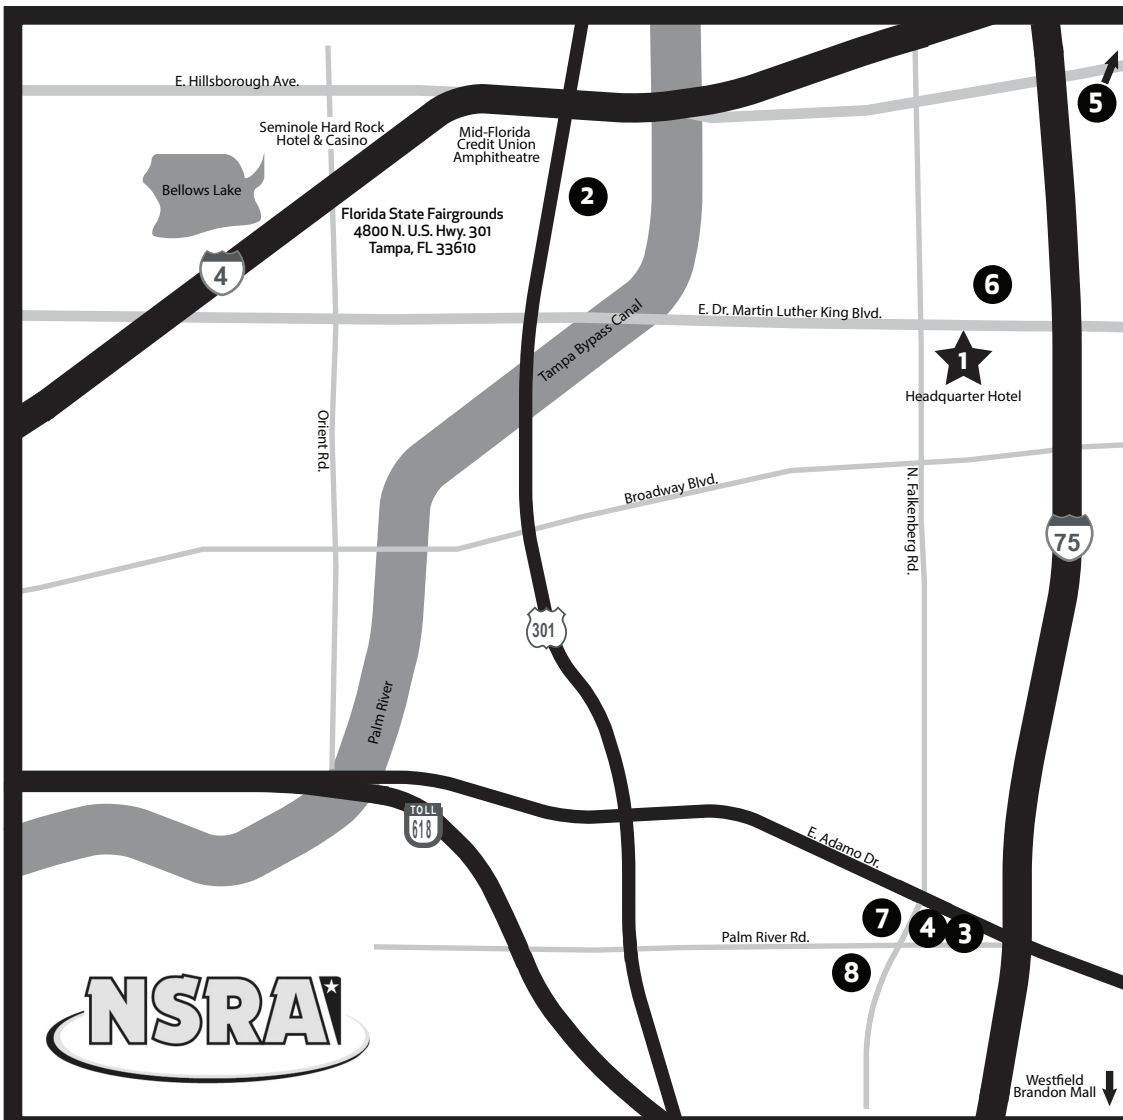 E. Hillsborough Ave.
5
Seminole Hard Rock
Hotel & Casino
Mid-Florida
Credit Union
Amphitheatre
Bellows Lake
2
Florida State Fairgrounds
4800 N. U.S. Hwy. 301
Tampa, FL 33610
4
6
E. Dr. Martin Luther King Blvd.
Tampa Bypass Canal
1
Headquarter Hotel
Orient Rd.
Broadway Blvd.
N. Falkenberg Rd.
75
301
Palm River
TOLL
618
E. Adamo Dr.
7
4
3
Palm River Rd.
8
NSRA
Westfield
Brandon Mall